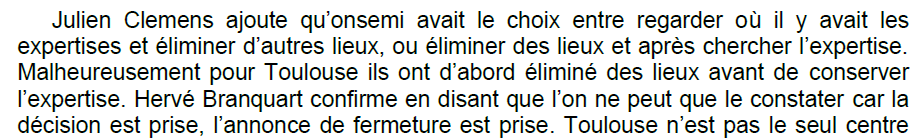 Julien Clemens ajoute qu’onsemi avait le choix entre regarder où il y avait les
expertises et éliminer d’autres lieux, ou éliminer des lieux et après chercher l’expertise.
Malheureusement pour Toulouse ils ont d’abord éliminé des lieux avant de conserver
l’expertise. Hervé Branquart confirme en disant que l’on ne peut que le constater car la
décision est prise, l’annonce de fermeture est prise. Toulouse n’est pas le seul centre